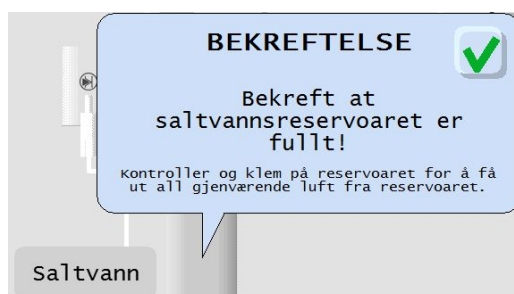 BEKREFTELSE
Bekreft at
saltvannsreservoaret er
fullt!
Kontroller og klem på reservoaret for å få
ut all gjenværende luft fra reservoaret.
Saltvann